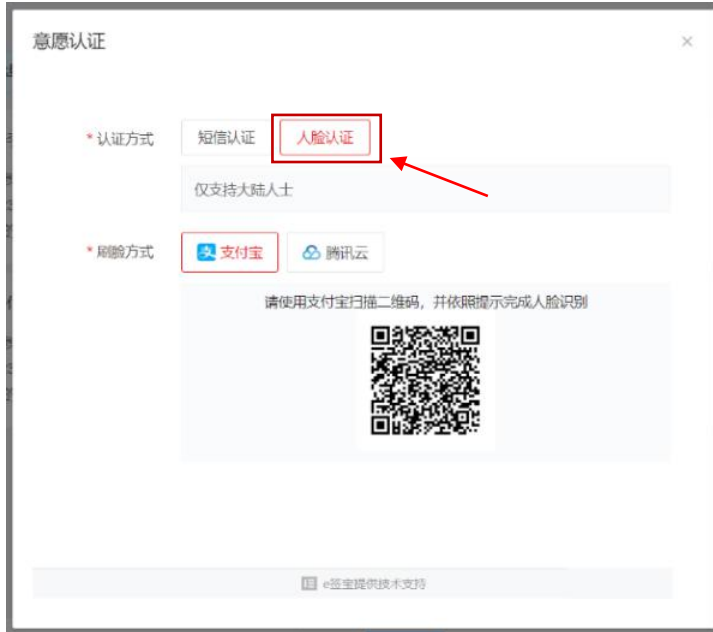 意愿认证
* 认证方式 短信认证 人脸认证
仅支持大陆人士
* 刷脸方式 支 支付宝 腾讯云
请使用支付宝扫描二维码，并依照提示完成人脸识别
e签宝提供技术支持